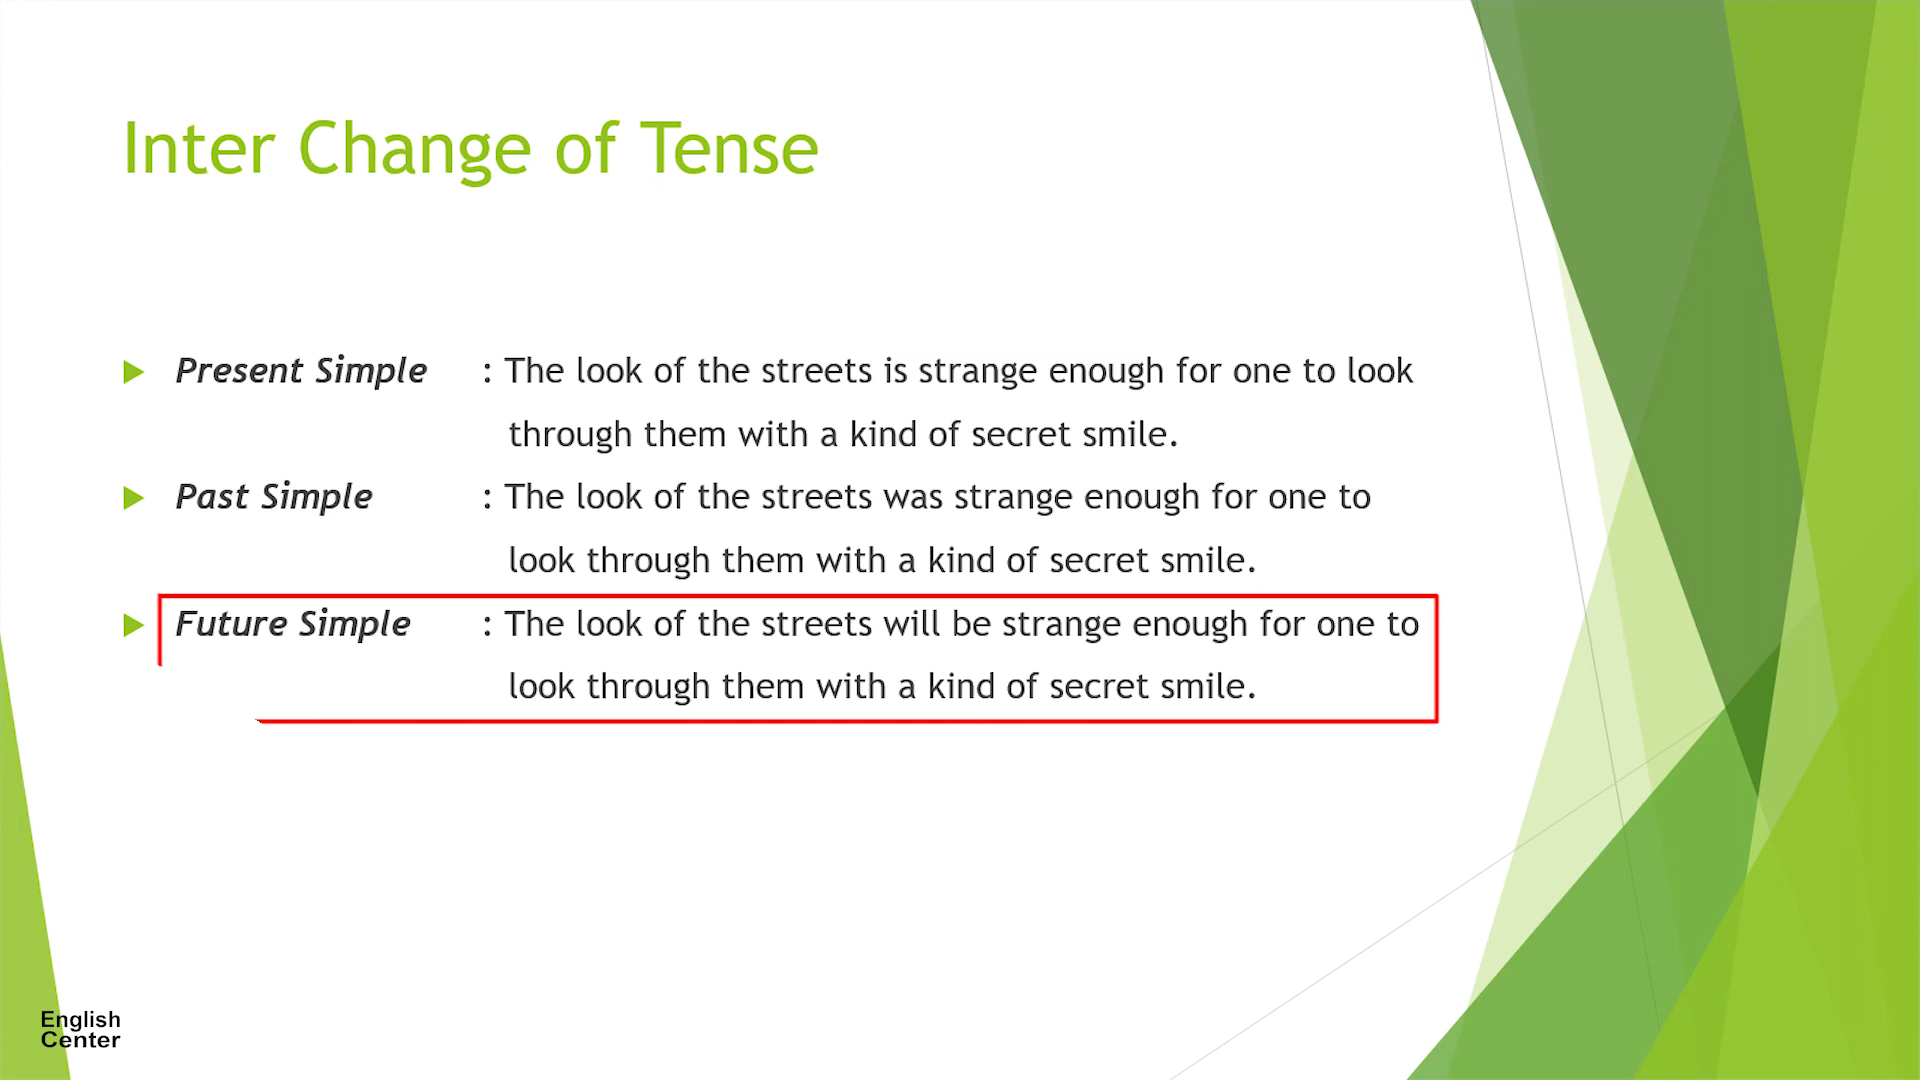 Inter Change of Tense
Present Simple : The look of the streets is strange enough for one to look
through them with a kind of secret smile.
Past Simple : The look of the streets was strange enough for one to
look through them with a kind of secret smile.
Future Simple : The look of the streets will be strange enough for one to
look through them with a kind of secret smile.
English
Center